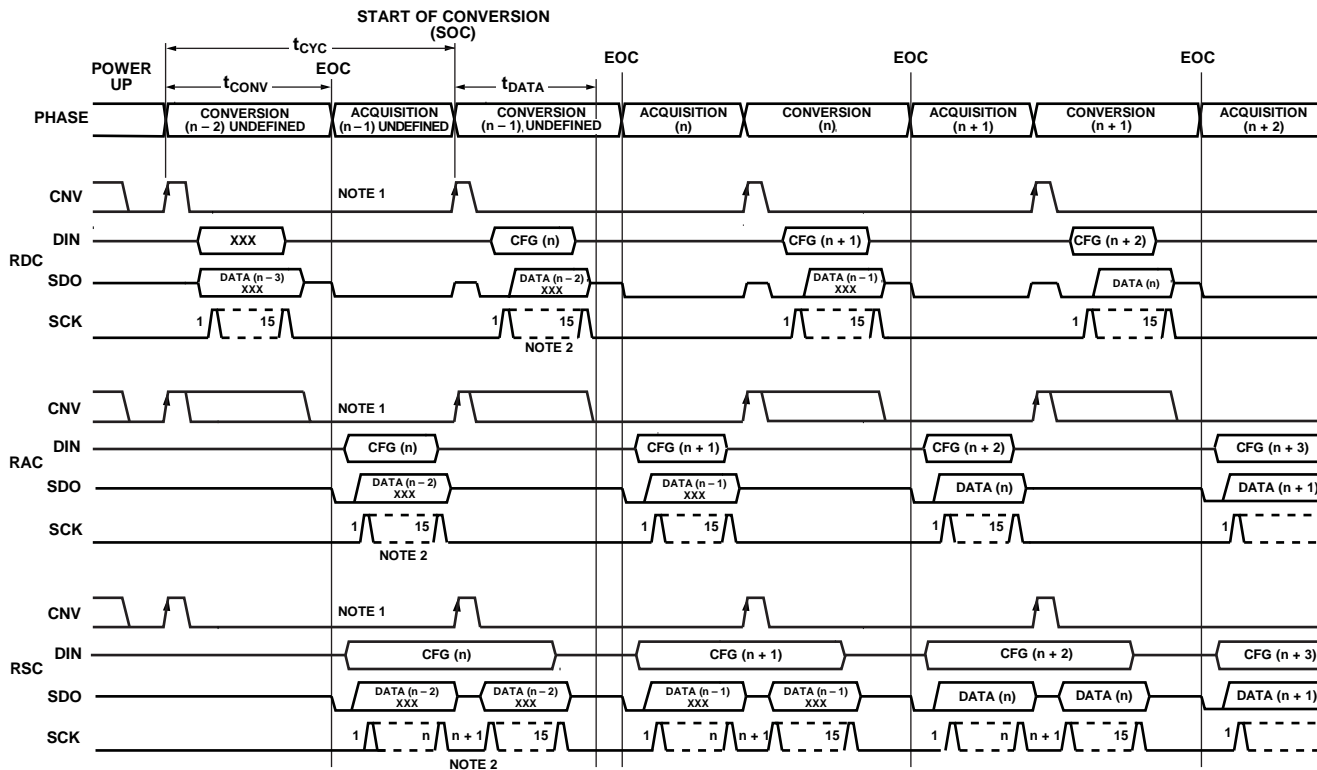 START OF CONVERSION
(SOC)
tCYC
POWER
UP
EOC
EOC
EOC
EOC
tCONV
tDATA
PHASE
CONVERSION
(n – 2) UNDEFINED
ACQUISITION
(n – 1) UNDEFINED
CONVERSION
(n – 1) UNDEFINED
ACQUISITION
(n)
CONVERSION
(n)
ACQUISITION
(n + 1)
CONVERSION
(n + 1)
ACQUISITION
(n + 2)
CNV
NOTE 1
RDC
DIN
XXX
CFG (n)
CFG (n + 1)
CFG (n + 2)
SDO
DATA (n – 3)
XXX
DATA (n – 2)
XXX
DATA (n – 1)
XXX
DATA (n)
SCK
1 15
1 15
1 15
1 15
NOTE 2
CNV
NOTE 1
RAC
DIN
CFG (n)
CFG (n + 1)
CFG (n + 2)
CFG (n + 3)
SDO
DATA (n – 2)
XXX
DATA (n – 1)
XXX
DATA (n)
DATA (n + 1)
SCK
1 15
1 15
1 15
1
NOTE 2
CNV
NOTE 1
RSC
DIN
CFG (n)
CFG (n + 1)
CFG (n + 2)
CFG (n + 3)
SDO
DATA (n – 2)
XXX
DATA (n – 2)
XXX
DATA (n – 1)
XXX
DATA (n – 1)
XXX
DATA (n)
DATA (n)
DATA (n + 1)
SCK
1 n n + 1 15
1 n n + 1 15
1 n n + 1 15
1
NOTE 2